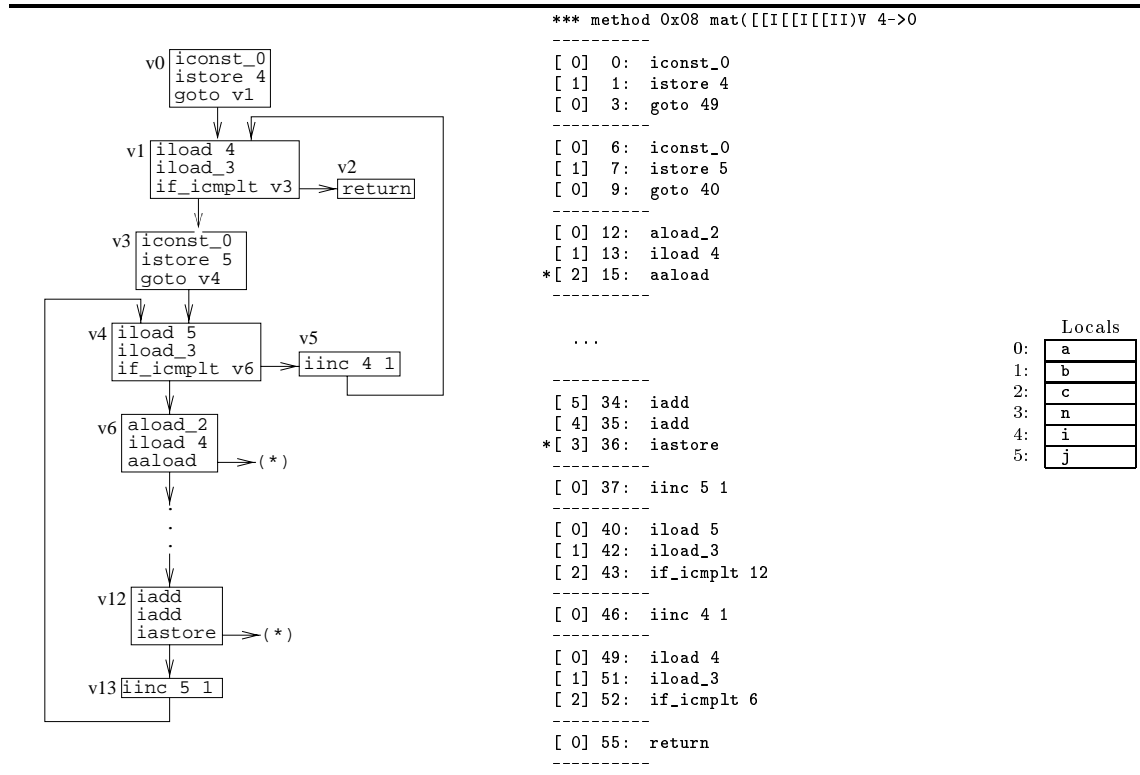 v0
iconst_0
istore 4
goto v1
v1
iload 4
iload_3
if_icmplt v3
v2
return
v3
iconst_0
istore 5
goto v4
v4
iload 5
iload_3
if_icmplt v6
v5
iinc 4 1
v6
aload_2
iload 4
aaload
(*)
.
.
.
v12
iadd
iadd
iastore
(*)
v13
iinc 5 1
*** method 0x08 mat([[I[[I[[II)V 4->0
----------
[ 0] 0: iconst_0
[ 1] 1: istore 4
[ 0] 3: goto 49
----------
[ 0] 6: iconst_0
[ 1] 7: istore 5
[ 0] 9: goto 40
----------
[ 0] 12: aload_2
[ 1] 13: iload 4
*[ 2] 15: aaload
----------
...
----------
[ 5] 34: iadd
[ 4] 35: iadd
*[ 3] 36: iastore
----------
[ 0] 37: iinc 5 1
----------
[ 0] 40: iload 5
[ 1] 42: iload_3
[ 2] 43: if_icmplt 12
----------
[ 0] 46: iinc 4 1
----------
[ 0] 49: iload 4
[ 1] 51: iload_3
[ 2] 52: if_icmplt 6
----------
[ 0] 55: return
----------
Locals
0: a
1: b
2: c
3: n
4: i
5: j